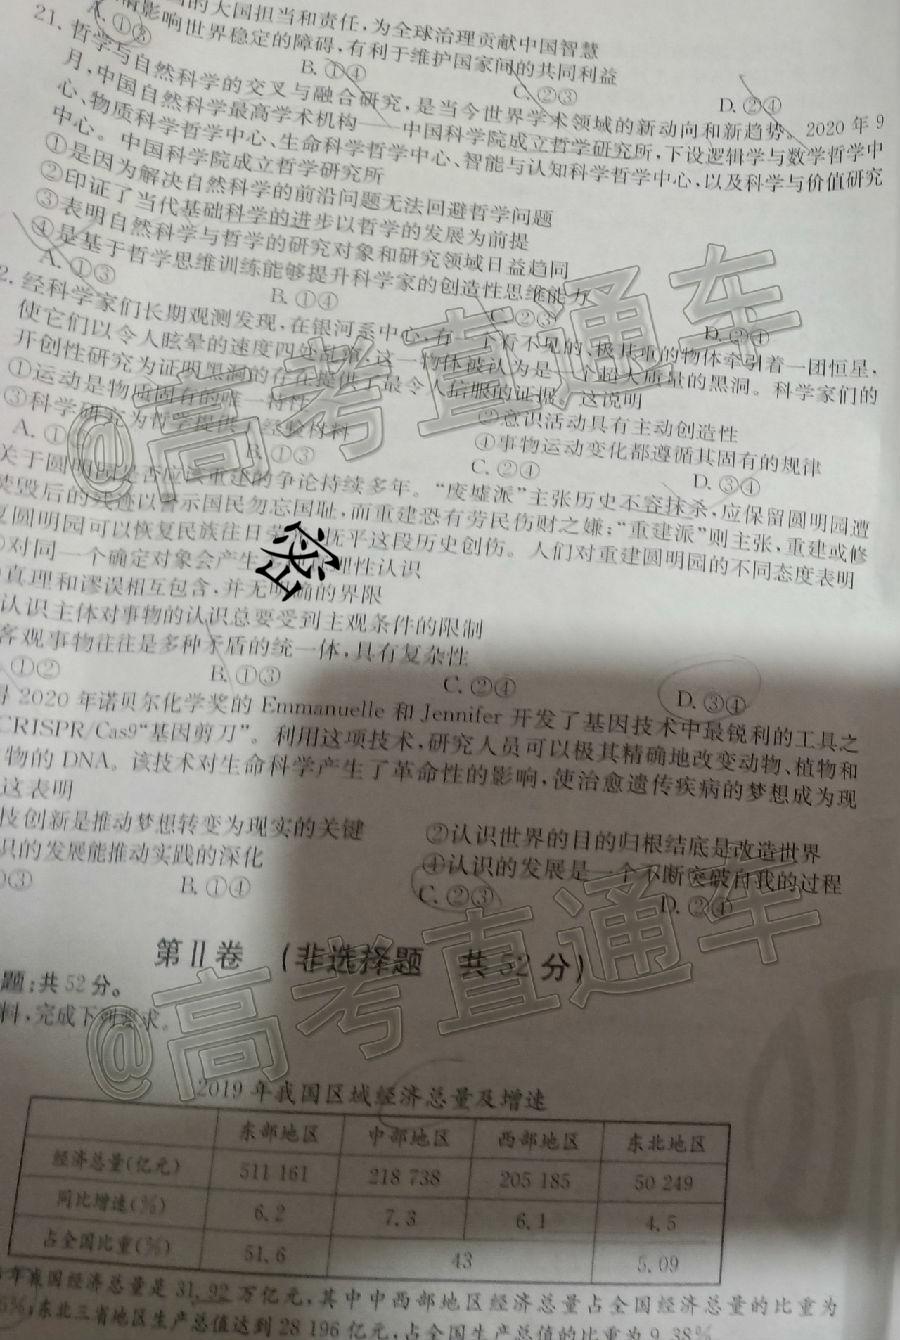 的大国担当和责任，为全球治理贡献中国智慧
影响世界稳定的障碍，有利于维护国家间的共同利益
A. ①③
B. ①④
C. ②③
D. ②④
21. 哲学与自然科学的交叉与融合研究，是当今世界学术领域的新动向和新趋势。2020年9
月，中国自然科学最高学术机构——中国科学院成立哲学研究所，下设逻辑学与数学哲学中
心、物质科学哲学中心、生命科学哲学中心、智能与认知科学哲学中心，以及科学与价值研究
中心。中国科学院成立哲学研究所
①是因为解决自然科学的前沿问题无法回避哲学问题
②印证了当代基础科学的进步以哲学的发展为前提
③表明自然科学与哲学的研究对象和研究领域日益趋同
④是基于哲学思维训练能够提升科学家的创造性思维能力
A. ①③
B. ①④
C. ②③
D. ②④
2. 经科学家们长期观测发现，在银河系中心，有一个看不见的、极其重的物体牵引着一团恒星，
使它们以令人眩晕的速度四处乱窜，这一物体被认为是一个超大质量的黑洞。科学家们的
开创性研究为证明黑洞的存在提供了最令人信服的证据。这说明
①运动是物质固有的唯一特性
②意识活动具有主动创造性
③科学研究为哲学提供了经验材料
④事物运动变化都遵循其固有的规律
A. ①
B. ①③
C. ②④
D. ③④
关于圆明园是否应该重建的争论持续多年。“废墟派”主张历史不容抹杀，应保留圆明园遭
焚毁后的残迹以警示国民勿忘国耻，而重建恐有劳民伤财之嫌；“重建派”则主张，重建或修
复圆明园可以恢复民族往日 抚平这段历史创伤。人们对重建圆明园的不同态度表明
对同一个确定对象会产生 理性认识
真理和谬误相互包含，并无明确的界限
认识主体对事物的认识总要受到主观条件的限制
客观事物往往是多种矛盾的统一体，具有复杂性
①②
B. ①③
C. ②④
D. ③④
密
2020年诺贝尔化学奖的Emmanuelle和Jennifer开发了基因技术中最锐利的工具之
CRISPR/Cas9“基因剪刀”。利用这项技术，研究人员可以极其精确地改变动物、植物和
物的DNA。该技术对生命科学产生了革命性的影响，使治愈遗传疾病的梦想成为现
这表明
技创新是推动梦想转变为现实的关键
②认识世界的目的归根结底是改造世界
识的发展能推动实践的深化
④认识的发展是一个不断突破自我的过程
①③
B. ①④
C. ②③
D. ②④
第Ⅱ卷 （非选择题 共52分）
题：共52分。
料，完成下列要求。
2019年我国区域经济总量及增速
东部地区 中部地区 西部地区 东北地区
经济总量(亿元) 511 161 218 738 205 185 50 249
同比增速(%) 6.2 7.3 6.1 4.5
占全国比重(%) 51.6 43 5.09
年我国经济总量是31.92万亿元，其中中西部地区经济总量占全国经济总量的比重为
%；东北三省地区生产总值达到28 196亿元，占全国生产总值的比重为9.38%
@高考直通车
@高考直通车